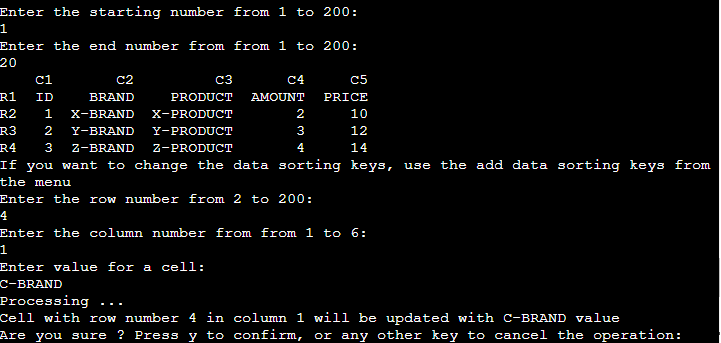 Enter the starting number from 1 to 200:
1
Enter the end number from from 1 to 200:
20
C1 C2 C3 C4 C5
R1 ID BRAND PRODUCT AMOUNT PRICE
R2 1 X-BRAND X-PRODUCT 2 10
R3 2 Y-BRAND Y-PRODUCT 3 12
R4 3 Z-BRAND Z-PRODUCT 4 14
If you want to change the data sorting keys, use the add data sorting keys from
the menu
Enter the row number from 2 to 200:
4
Enter the column number from from 1 to 6:
1
Enter value for a cell:
C-BRAND
Processing ...
Cell with row number 4 in column 1 will be updated with C-BRAND value
Are you sure ? Press y to confirm, or any other key to cancel the operation: